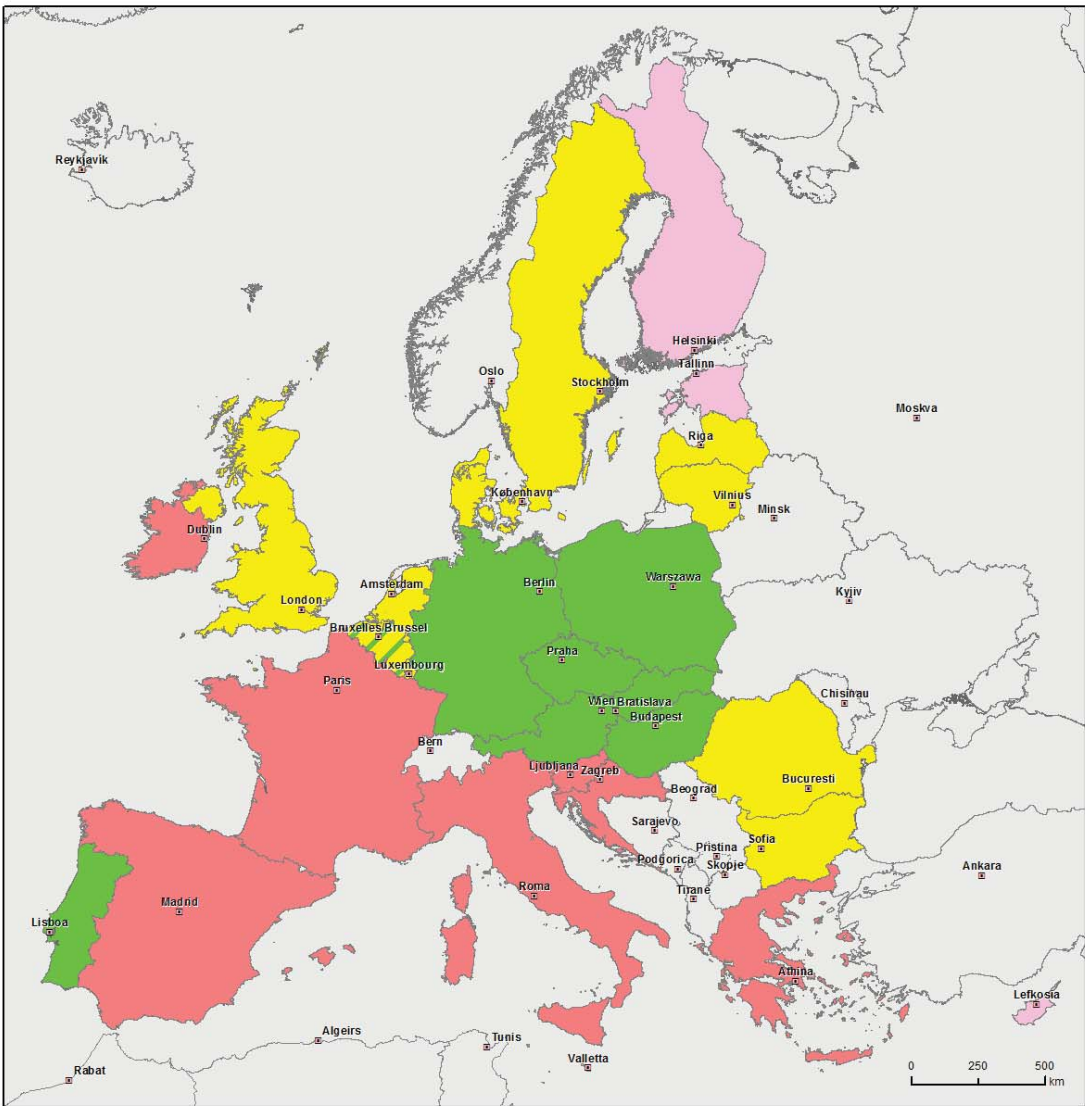 Reykjavik
Helsinki
Tallinn
Oslo
Stockholm
Moskva
Riga
København
Vilnius
Minsk
Dublin
Amsterdam
Berlin
Warszawa
Kyiv
London
Bruxelles/Brussel
Praha
Luxembourg
Paris
Wien
Bratislava
Chisinau
Budapest
Bern
Ljubljana
Zagreb
Bucuresti
Beograd
Sarajevo
Sofia
Pristina
Podgorica
Skopje
Ankara
Roma
Tirane
Madrid
Lisboa
Athina
Lefkosia
Algeirs
Tunis
Valletta
Rabat
0 250 500
km